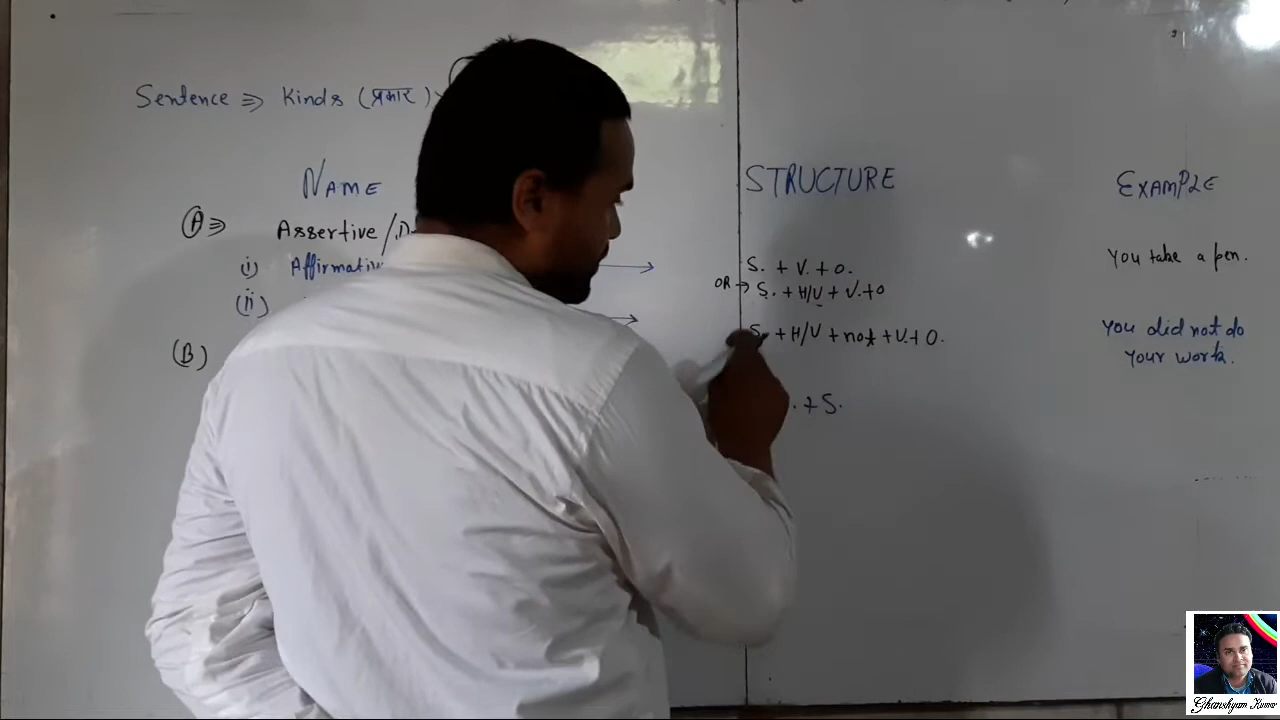 Sentence ⇒ Kinds (प्रकार)
NAME STRUCTURE EXAMPLE
(A) ⇒ Assertive /
(i) Affirmativ → S. + V. + O. You take a pen.
OR → S. + H/V + V. + O
(ii) → S. + H/V + not + V. + O. You did not do
your work.
(B) . + S.
Ghanshyam Kumar